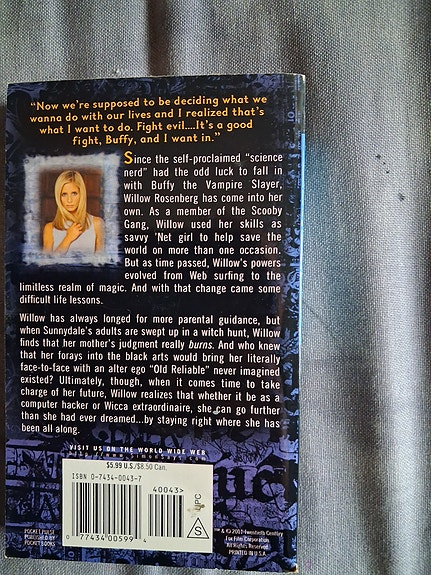 "Now we're supposed to be deciding what we
wanna do with our lives and I realized that's
what I want to do. Fight evil....It's a good
fight, Buffy, and I want in."
Since the self-proclaimed "science
nerd" had the odd luck to fall in
with Buffy the Vampire Slayer,
Willow Rosenberg has come into her
own. As a member of the Scooby
Gang, Willow used her skills as
savvy 'Net girl to help save the
world on more than one occasion.
But as time passed, Willow's powers
evolved from Web surfing to the
limitless realm of magic. And with that change came some
difficult life lessons.
Willow has always longed for more parental guidance, but
when Sunnydale's adults are swept up in a witch hunt, Willow
finds that her mother's judgment really burns. And who knew
that her forays into the black arts would bring her literally
face-to-face with an alter ego "Old Reliable" never imagined
existed? Ultimately, though, when it comes time to take
charge of her future, Willow realizes that whether it be as a
computer hacker or Wicca extraordinaire, she can go further
than she had ever dreamed...by staying right where she has
been all along.
VISIT US ON THE WORLD WIDE WEB
$5.99 U.S./$8.50 Can.
ISBN 0-7434-0043-7
40043>
UPC
S
0 77434 00599 4
POCKET PULSE
PUBLISHED BY
POCKET BOOKS
™ & © 2001 Twentieth Century
Fox Film Corporation
All Rights Reserved
PRINTED IN U.S.A.